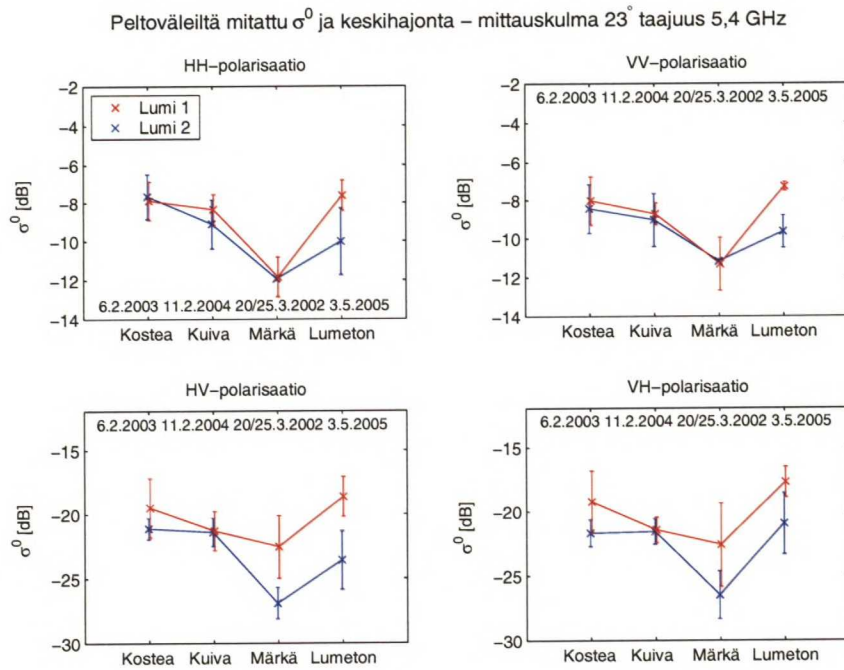 Peltoväleiltä mitattu σ⁰ ja keskihajonta – mittauskulma 23° taajuus 5,4 GHz
HH–polarisaatio
Lumi 1
Lumi 2
−2
−4
−6
−8
−10
−12
−14
σ⁰ [dB]
6.2.2003 11.2.2004 20/25.3.2002 3.5.2005
Kostea Kuiva Märkä Lumeton
VV–polarisaatio
6.2.2003 11.2.2004 20/25.3.2002 3.5.2005
−2
−4
−6
−8
−10
−12
−14
σ⁰ [dB]
Kostea Kuiva Märkä Lumeton
HV–polarisaatio
6.2.2003 11.2.2004 20/25.3.2002 3.5.2005
−15
−20
−25
−30
σ⁰ [dB]
Kostea Kuiva Märkä Lumeton
VH–polarisaatio
6.2.2003 11.2.2004 20/25.3.2002 3.5.2005
−15
−20
−25
−30
σ⁰ [dB]
Kostea Kuiva Märkä Lumeton